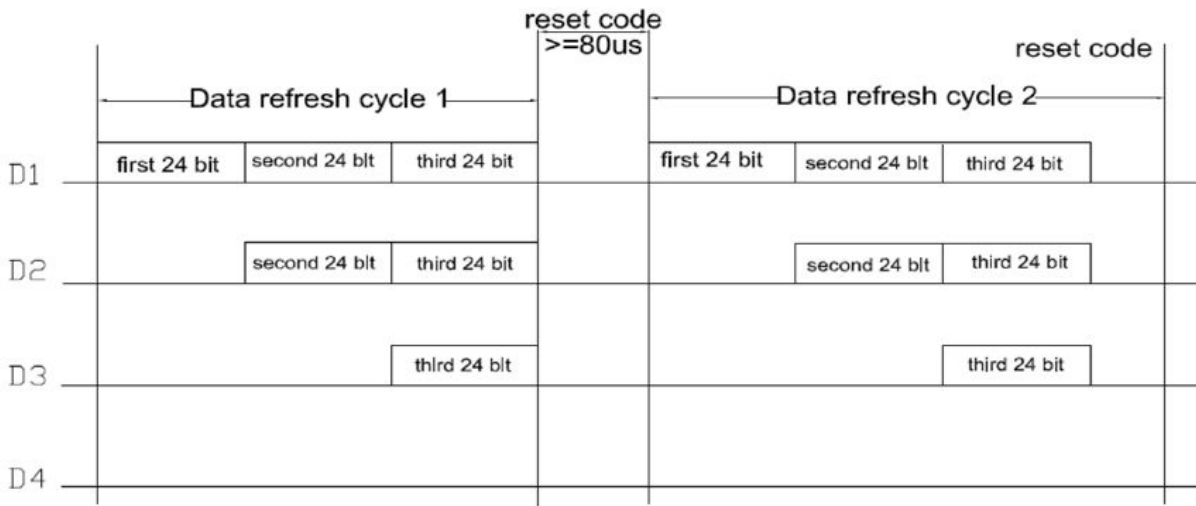 reset code
>=80us
reset code
Data refresh cycle 1
Data refresh cycle 2
D1
first 24 bit
second 24 blt
third 24 bit
first 24 bit
second 24 blt
third 24 bit
D2
second 24 blt
third 24 bit
second 24 blt
third 24 bit
D3
thlrd 24 blt
third 24 bit
D4